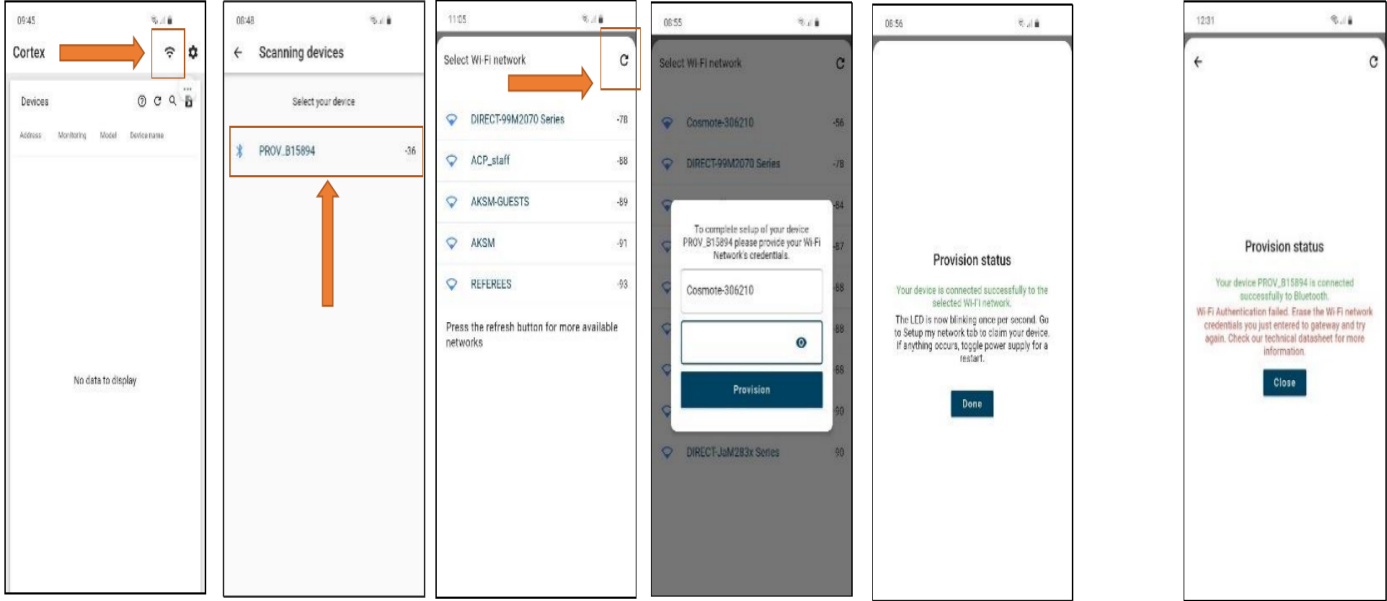 09:45
Cortex
Devices
Address Monitoring Model Device name
No data to display
08:48
Scanning devices
Select your device
PROV_B15894 -36
11:05
Select Wi-Fi network
DIRECT-99M2070 Series -78
ACP_staff -88
AKSM-GUESTS -89
AKSM -91
REFEREES -93
Press the refresh button for more available
networks
08:55
Select Wi-Fi network
Cosmote-306210 -56
DIRECT-99M2070 Series -78
-84
-87
-88
-88
-88
-90
DIRECT-JaM283x Series -90
To complete setup of your device
PROV_B15894 please provide your Wi-Fi
Network's credentials.
Cosmote-306210
Provision
08:56
Provision status
Your device is connected successfully to the
selected Wi-Fi network.
The LED is now blinking once per second. Go
to Setup my network tab to claim your device.
If anything occurs, toggle power supply for a
restart.
Done
12:31
Provision status
Your device PROV_B15894 is connected
successfully to Bluetooth.
Wi-Fi Authentication failed. Erase the Wi-Fi network
credentials you just entered to gateway and try
again. Check our technical datasheet for more
information.
Close